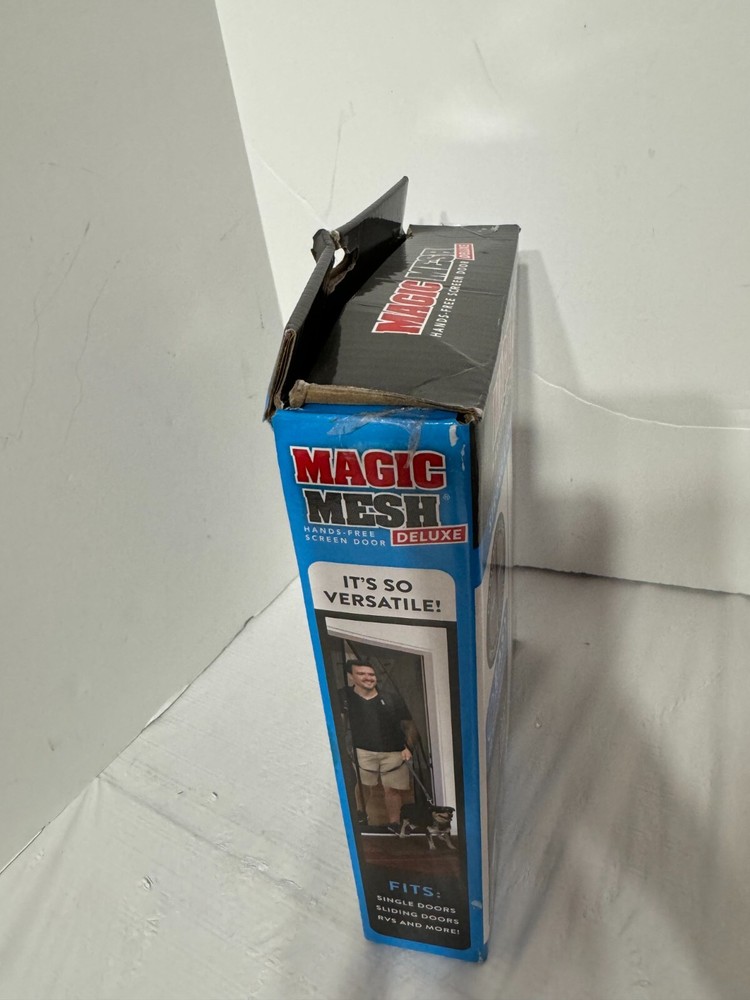 MAGIC MESH
HANDS-FREE SCREEN DOOR DELUXE
MAGIC
MESH
HANDS-FREE
SCREEN DOOR
DELUXE
IT'S SO
VERSATILE!
FITS:
SINGLE DOORS
SLIDING DOORS
RVS AND MORE!